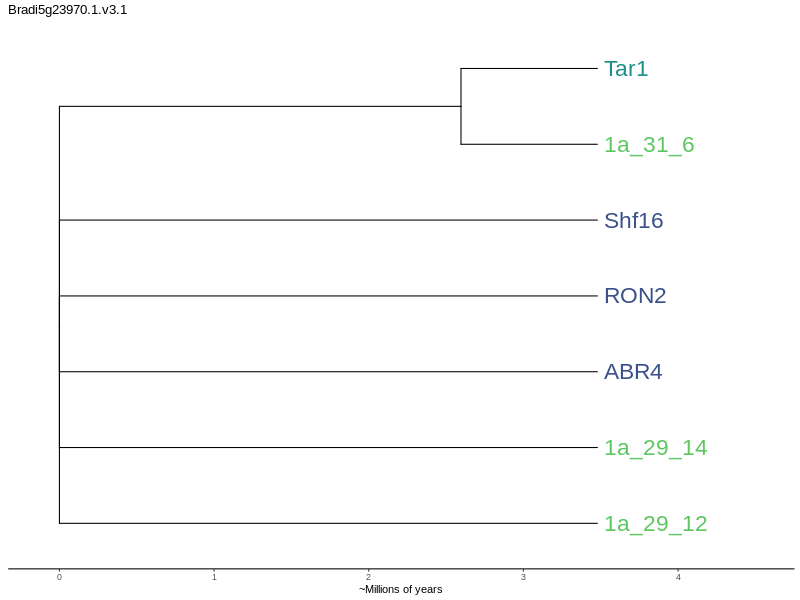 Bradi5g23970.1.v3.1
Tar1
1a_31_6
Shf16
RON2
ABR4
1a_29_14
1a_29_12
0 1 2 3 4
~Millions of years